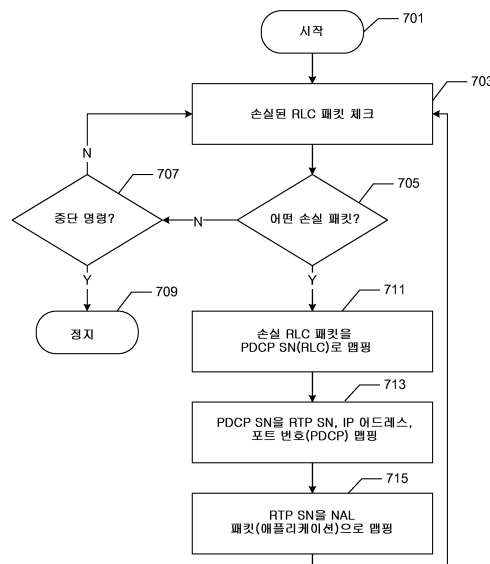 시작
701
손실된 RLC 패킷 체크
703
N
707
705
중단 명령?
N
어떤 손실 패킷?
Y
Y
709
711
정지
손실 RLC 패킷을
PDCP SN(RLC)로 맵핑
713
PDCP SN을 RTP SN, IP 어드레스,
포트 번호(PDCP) 맵핑
715
RTP SN을 NAL
패킷(애플리케이션)으로 맵핑